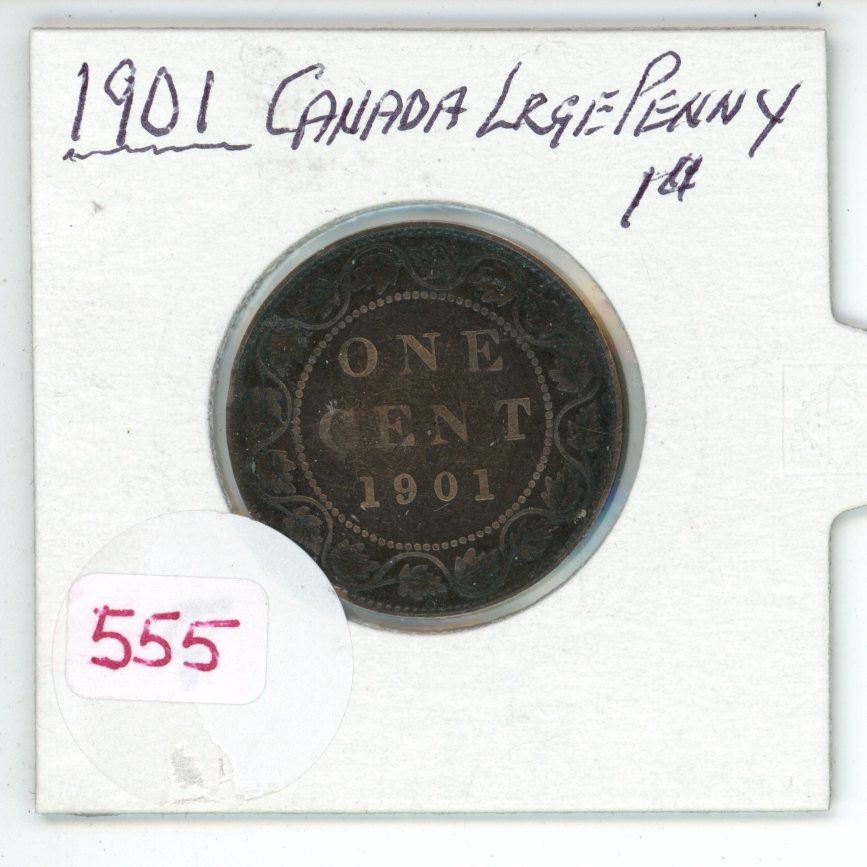 1901 CANADA LRGE PENNY
1¢
ONE
CENT
1901
555